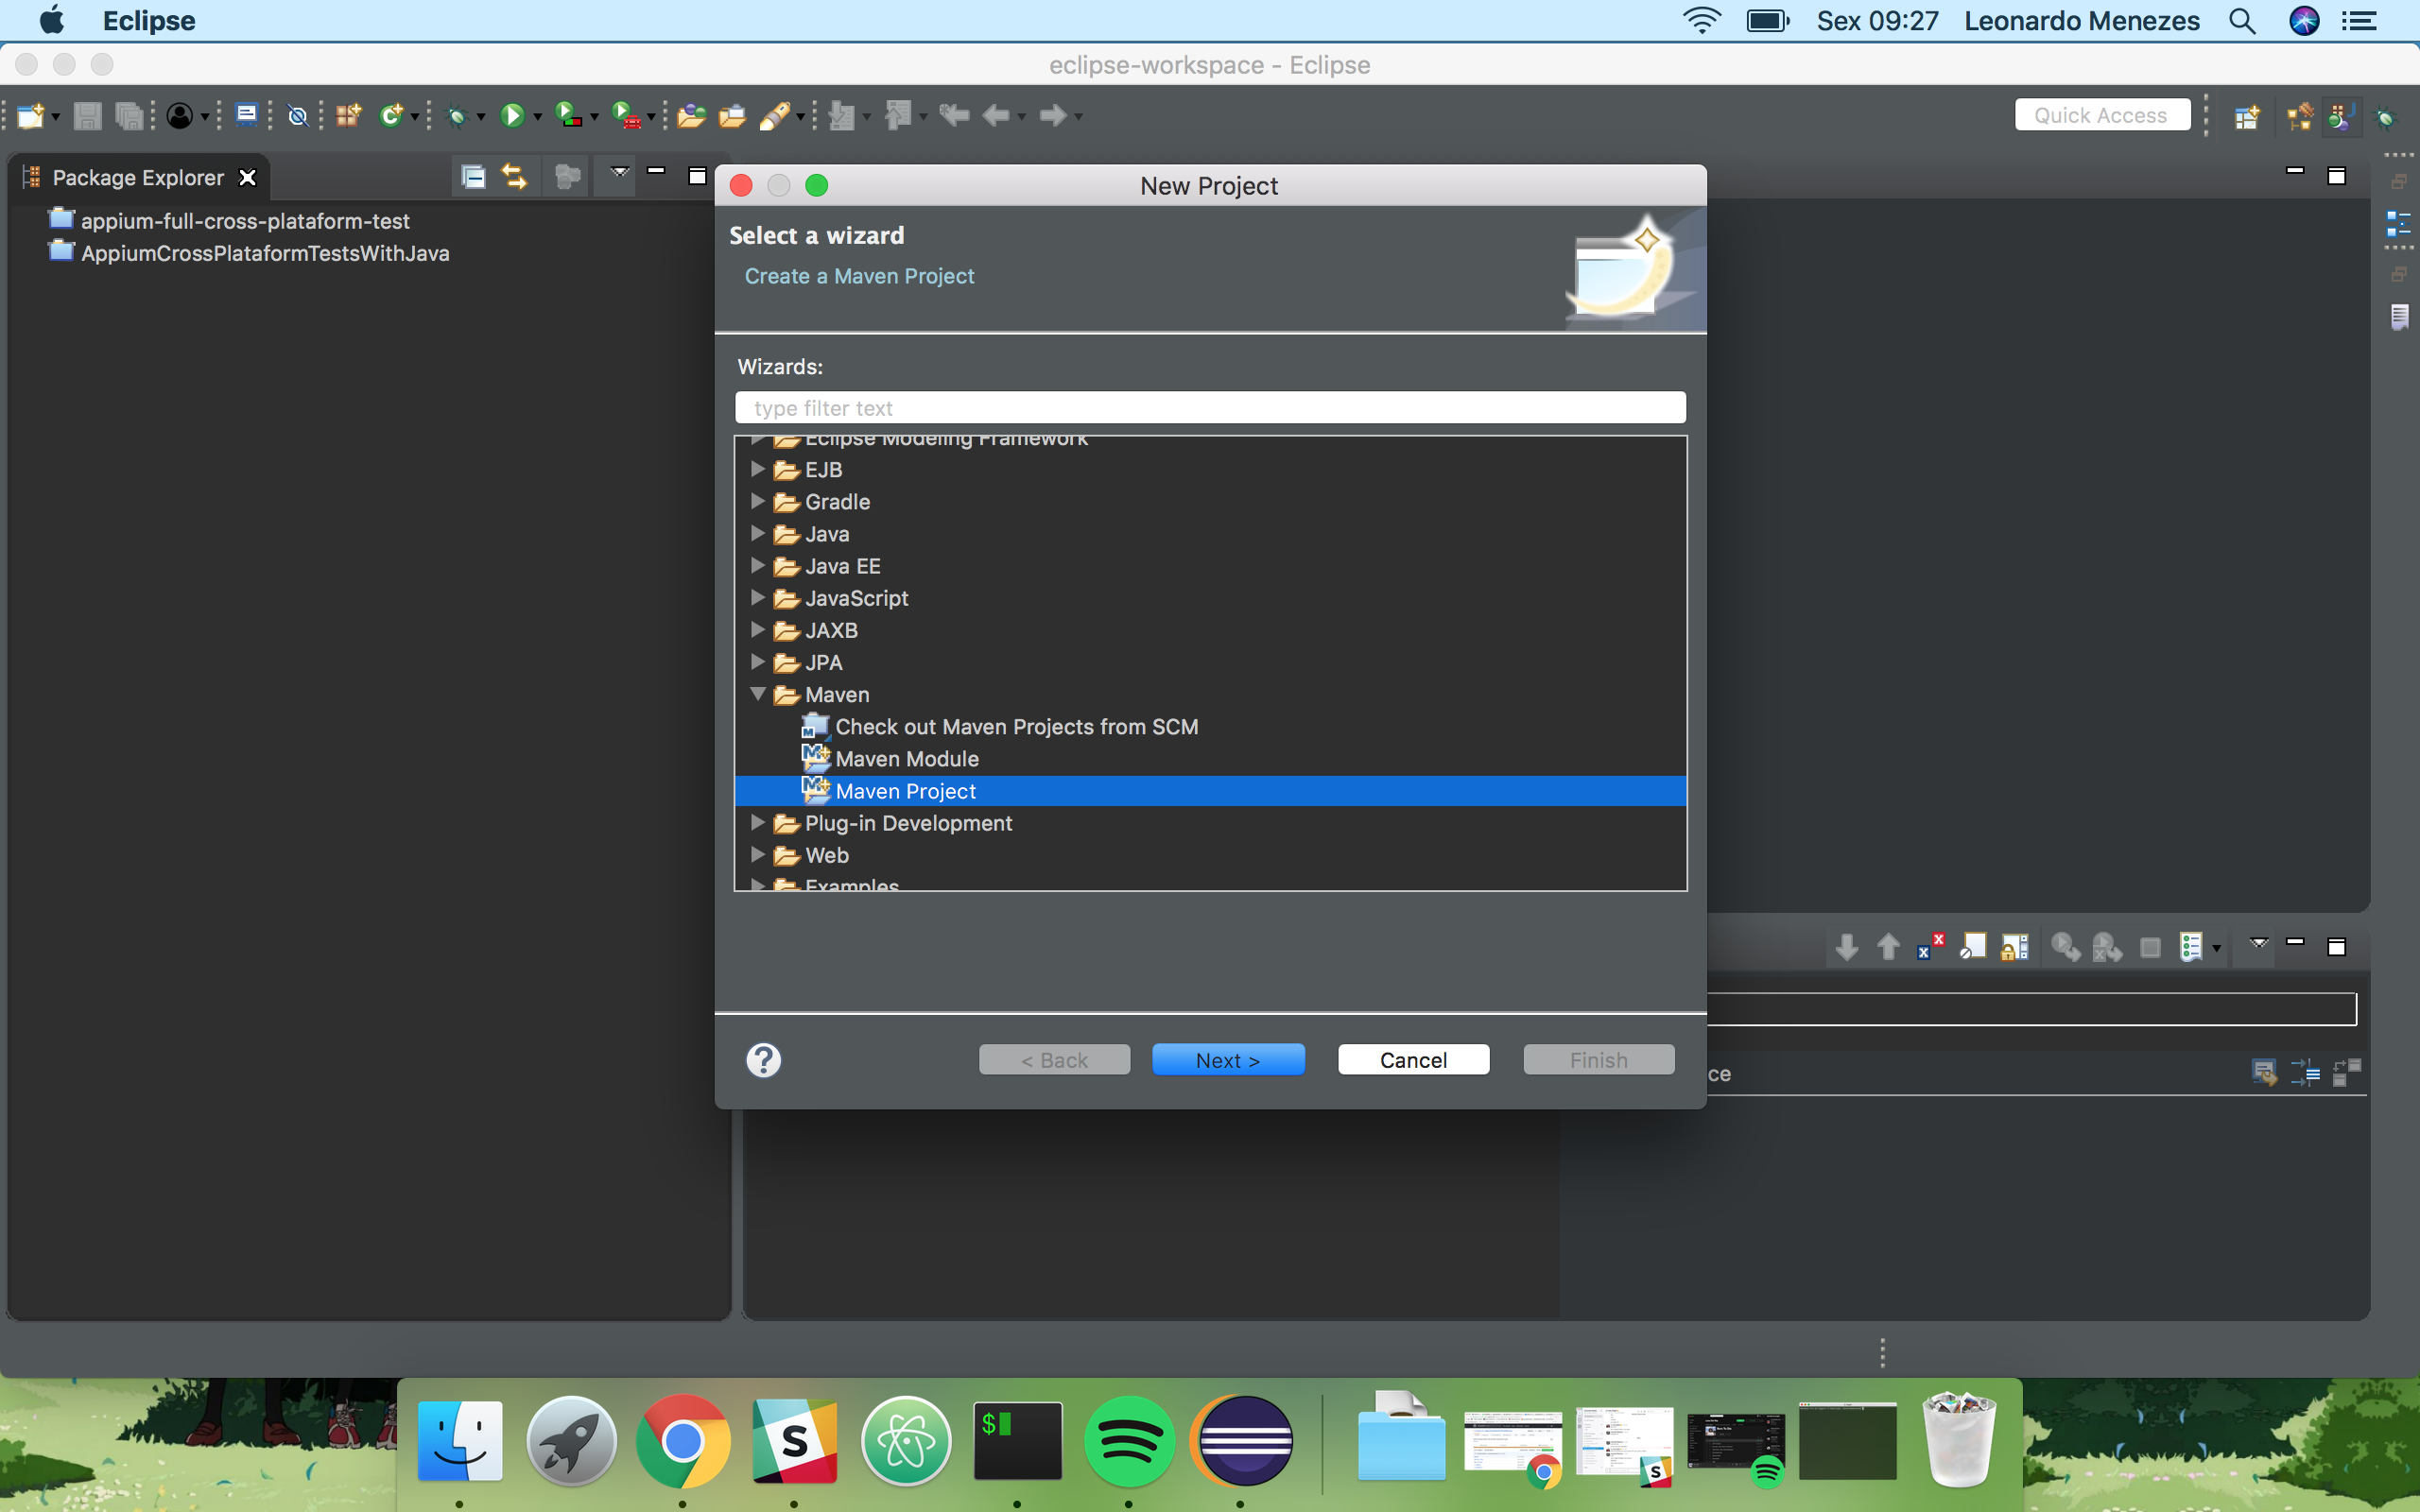 Eclipse
Sex 09:27
Leonardo Menezes
eclipse-workspace - Eclipse
Quick Access
Package Explorer
appium-full-cross-plataform-test
AppiumCrossPlataformTestsWithJava
New Project
Select a wizard
Create a Maven Project
Wizards:
type filter text
Eclipse Modeling Framework
EJB
Gradle
Java
Java EE
JavaScript
JAXB
JPA
Maven
Check out Maven Projects from SCM
Maven Module
Maven Project
Plug-in Development
Web
Examples
< Back
Next >
Cancel
Finish
ce